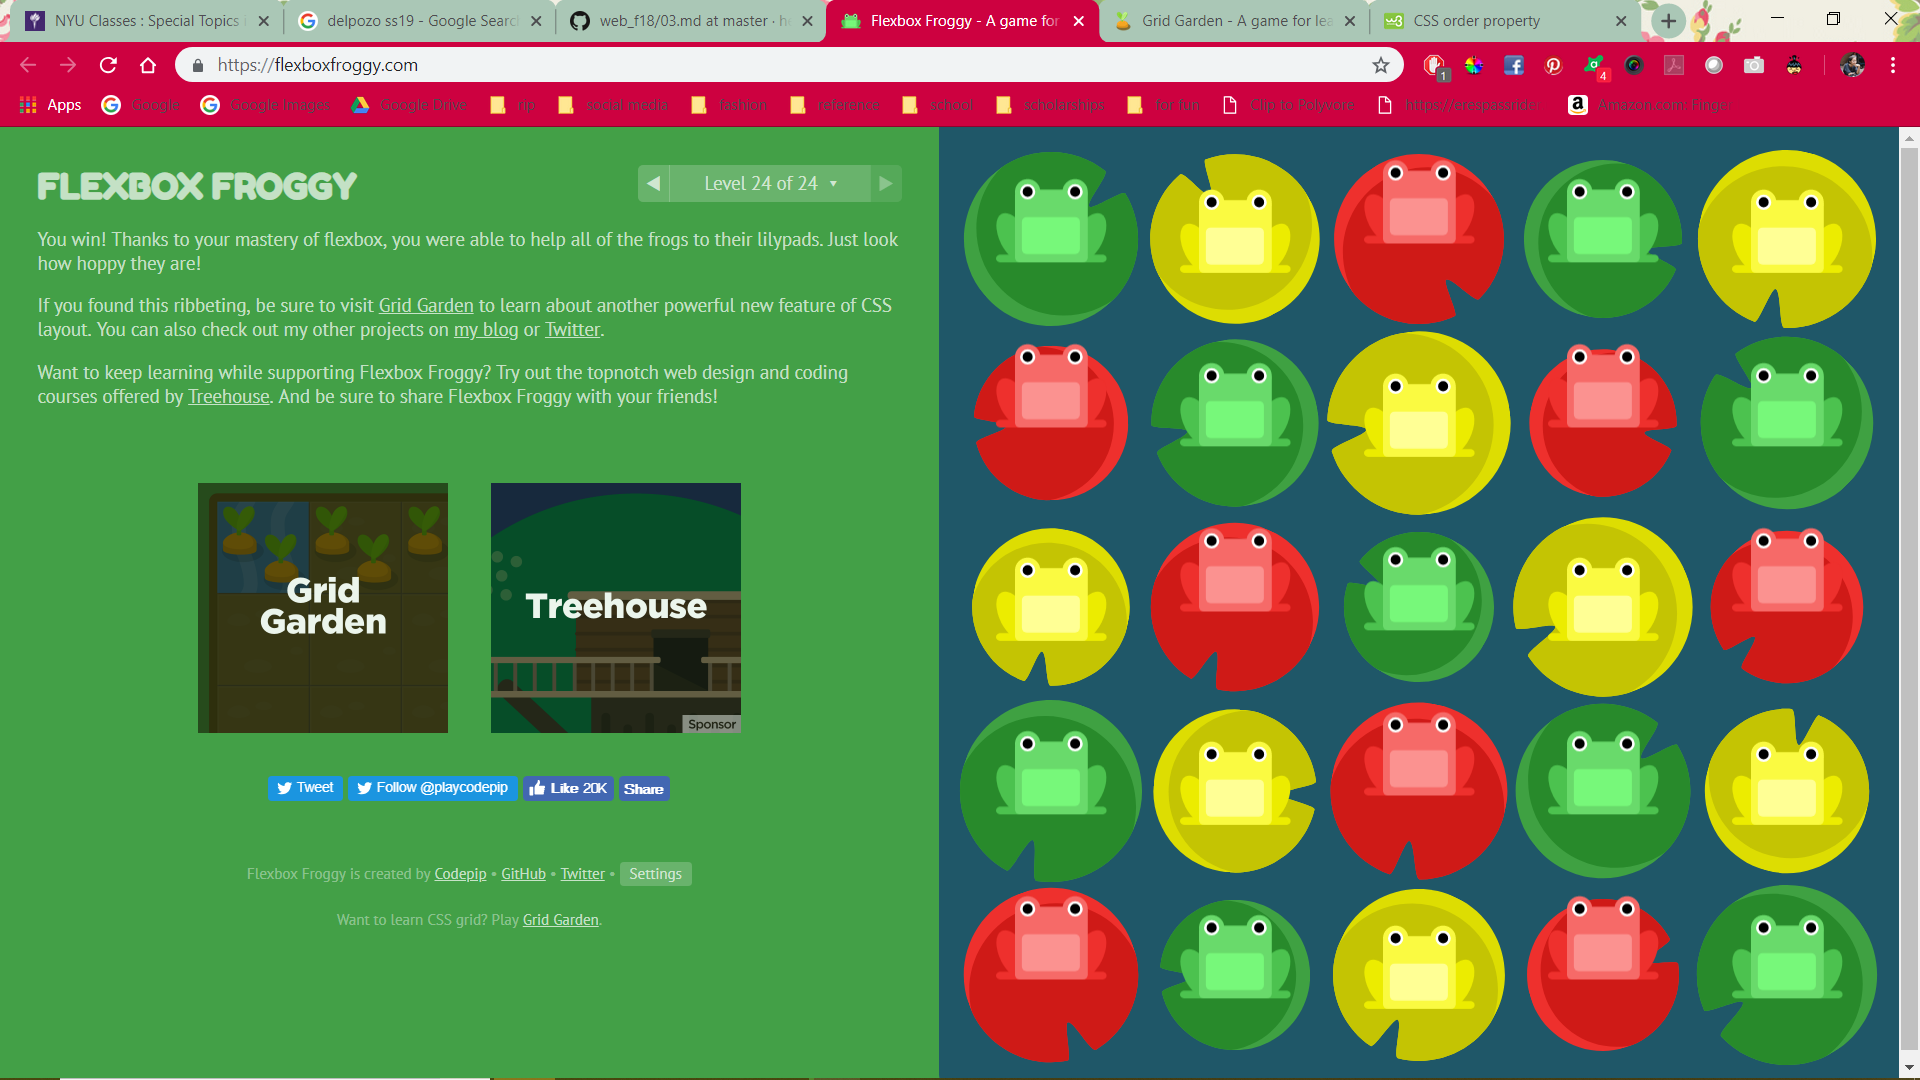 NYU Classes : Special Topics
delpozo ss19 - Google Searc
web_f18/03.md at master · h
Flexbox Froggy - A game for
Grid Garden - A game for lea
CSS order property
https://flexboxfroggy.com
1
4
Apps
Google
Google Images
Google Drive
rip
social media
fashion
reference
school
scholarships
for fun
Clip to Polyvore
Amazon.com: Finge
FLEXBOX FROGGY
Level 24 of 24
You win! Thanks to your mastery of flexbox, you were able to help all of the frogs to their lilypads. Just look
how hoppy they are!
If you found this ribbeting, be sure to visit Grid Garden to learn about another powerful new feature of CSS
layout. You can also check out my other projects on my blog or Twitter.
Want to keep learning while supporting Flexbox Froggy? Try out the topnotch web design and coding
courses offered by Treehouse. And be sure to share Flexbox Froggy with your friends!
Grid
Garden
Treehouse
Sponsor
Tweet
Follow @playcodepip
Like 20K
Share
Flexbox Froggy is created by Codepip • GitHub • Twitter • Settings
Want to learn CSS grid? Play Grid Garden.